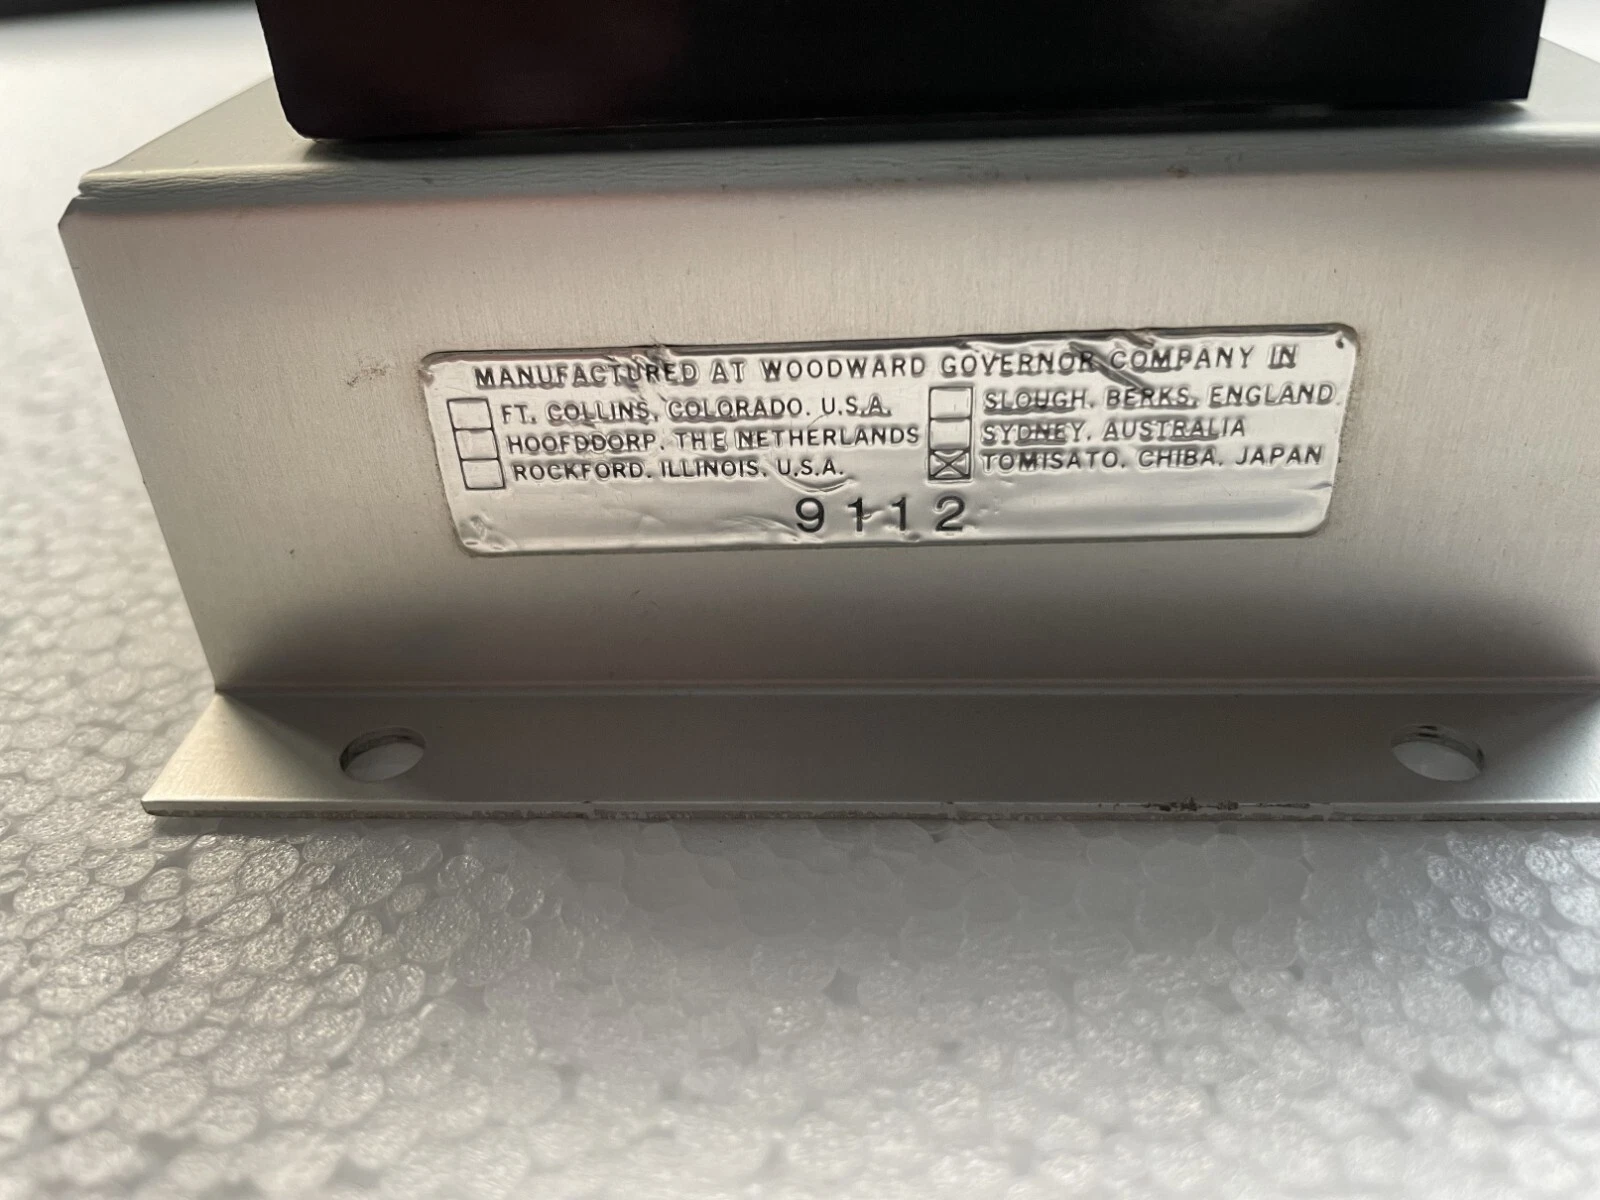 MANUFACTURED AT WOODWARD GOVERNOR COMPANY IN
FT. COLLINS, COLORADO. U.S.A.
HOOFDDORP. THE NETHERLANDS
ROCKFORD. ILLINOIS. U.S.A.
SLOUGH. BERKS. ENGLAND
SYDNEY. AUSTRALIA
TOMISATO. CHIBA. JAPAN
9112